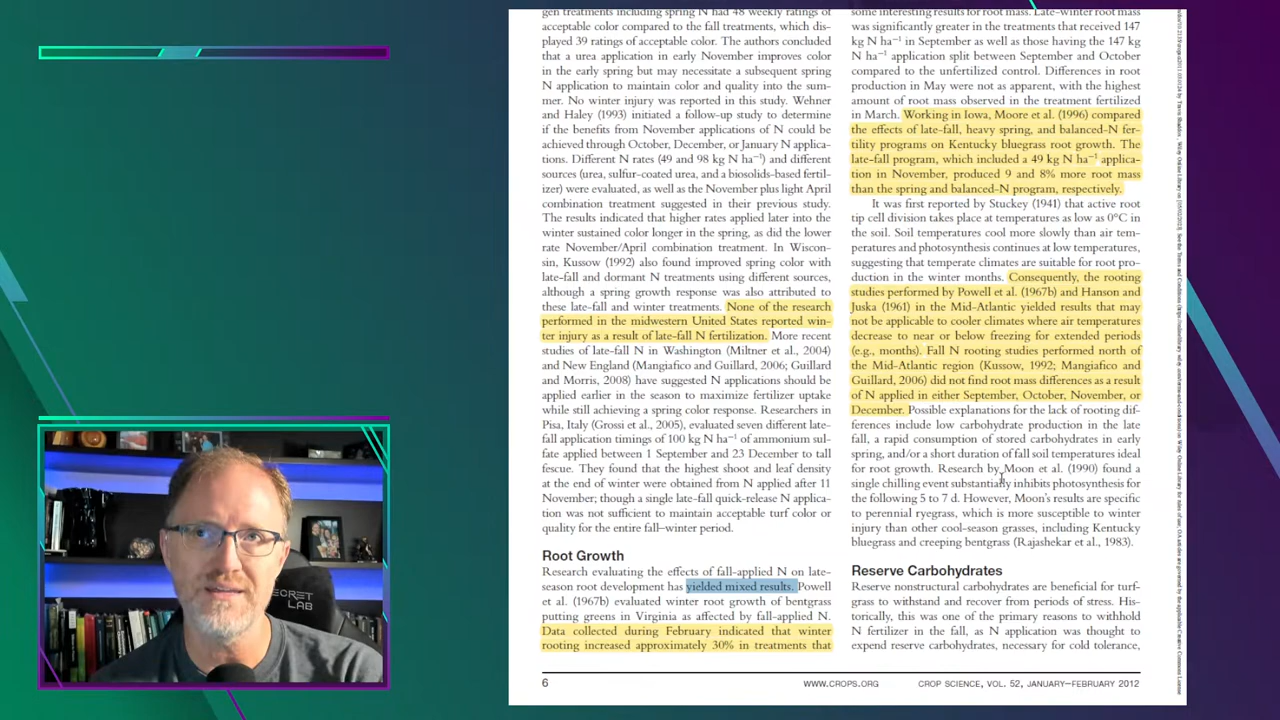 gen treatments including spring N had 48 weekly ratings of
acceptable color compared to the fall treatments, which dis-
played 39 ratings of acceptable color. The authors concluded
that a urea application in early November improves color
in the early spring but may necessitate a subsequent spring
N application to maintain color and quality into the sum-
mer. No winter injury was reported in this study. Wehner
and Haley (1993) initiated a follow-up study to determine
if the benefits from November applications of N could be
achieved through October, December, or January N applica-
tions. Different N rates (49 and 98 kg N ha⁻¹) and different
sources (urea, sulfur-coated urea, and a biosolids-based fertil-
izer) were evaluated, as well as the November plus light April
combination treatment suggested in their previous study.
The results indicated that higher rates applied later into the
winter sustained color longer in the spring, as did the lower
rate November/April combination treatment. In Wiscon-
sin, Kussow (1992) also found improved spring color with
late-fall and dormant N treatments using different sources,
although a spring growth response was also attributed to
these late-fall and winter treatments. None of the research
performed in the midwestern United States reported win-
ter injury as a result of late-fall N fertilization. More recent
studies of late-fall N in Washington (Miltner et al., 2004)
and New England (Mangiafico and Guillard, 2006; Guillard
and Morris, 2008) have suggested N applications should be
applied earlier in the season to maximize fertilizer uptake
while still achieving a spring color response. Researchers in
Pisa, Italy (Grossi et al., 2005), evaluated seven different late-
fall application timings of 100 kg N ha⁻¹ of ammonium sul-
fate applied between 1 September and 23 December to tall
fescue. They found that the highest shoot and leaf density
at the end of winter were obtained from N applied after 11
November; though a single late-fall quick-release N applica-
tion was not sufficient to maintain acceptable turf color or
quality for the entire fall–winter period.
Root Growth
Research evaluating the effects of fall-applied N on late-
season root development has yielded mixed results. Powell
et al. (1967b) evaluated winter root growth of bentgrass
putting greens in Virginia as affected by fall-applied N.
Data collected during February indicated that winter
rooting increased approximately 30% in treatments that
some interesting results for root mass. Late-winter root mass
was significantly greater in the treatments that received 147
kg N ha⁻¹ in September as well as those having the 147 kg
N ha⁻¹ application split between September and October
compared to the unfertilized control. Differences in root
production in May were not as apparent, with the highest
amount of root mass observed in the treatment fertilized
in March. Working in Iowa, Moore et al. (1996) compared
the effects of late-fall, heavy spring, and balanced-N fer-
tility programs on Kentucky bluegrass root growth. The
late-fall program, which included a 49 kg N ha⁻¹ applica-
tion in November, produced 9 and 8% more root mass
than the spring and balanced-N program, respectively.
It was first reported by Stuckey (1941) that active root
tip cell division takes place at temperatures as low as 0°C in
the soil. Soil temperatures cool more slowly than air tem-
peratures and photosynthesis continues at low temperatures,
suggesting that temperate climates are suitable for root pro-
duction in the winter months. Consequently, the rooting
studies performed by Powell et al. (1967b) and Hanson and
Juska (1961) in the Mid-Atlantic yielded results that may
not be applicable to cooler climates where air temperatures
decrease to near or below freezing for extended periods
(e.g., months). Fall N rooting studies performed north of
the Mid-Atlantic region (Kussow, 1992; Mangiafico and
Guillard, 2006) did not find root mass differences as a result
of N applied in either September, October, November, or
December. Possible explanations for the lack of rooting dif-
ferences include low carbohydrate production in the late
fall, a rapid consumption of stored carbohydrates in early
spring, and/or a short duration of fall soil temperatures ideal
for root growth. Research by Moon et al. (1990) found a
single chilling event substantially inhibits photosynthesis for
the following 5 to 7 d. However, Moon's results are specific
to perennial ryegrass, which is more susceptible to winter
injury than other cool-season grasses, including Kentucky
bluegrass and creeping bentgrass (Rajashekar et al., 1983).
Reserve Carbohydrates
Reserve nonstructural carbohydrates are beneficial for turf-
grass to withstand and recover from periods of stress. His-
torically, this was one of the primary reasons to withhold
N fertilizer in the fall, as N application was thought to
expend reserve carbohydrates, necessary for cold tolerance,
6
WWW.CROPS.ORG
CROP SCIENCE, VOL. 52, JANUARY–FEBRUARY 2012
ECRET
LAB